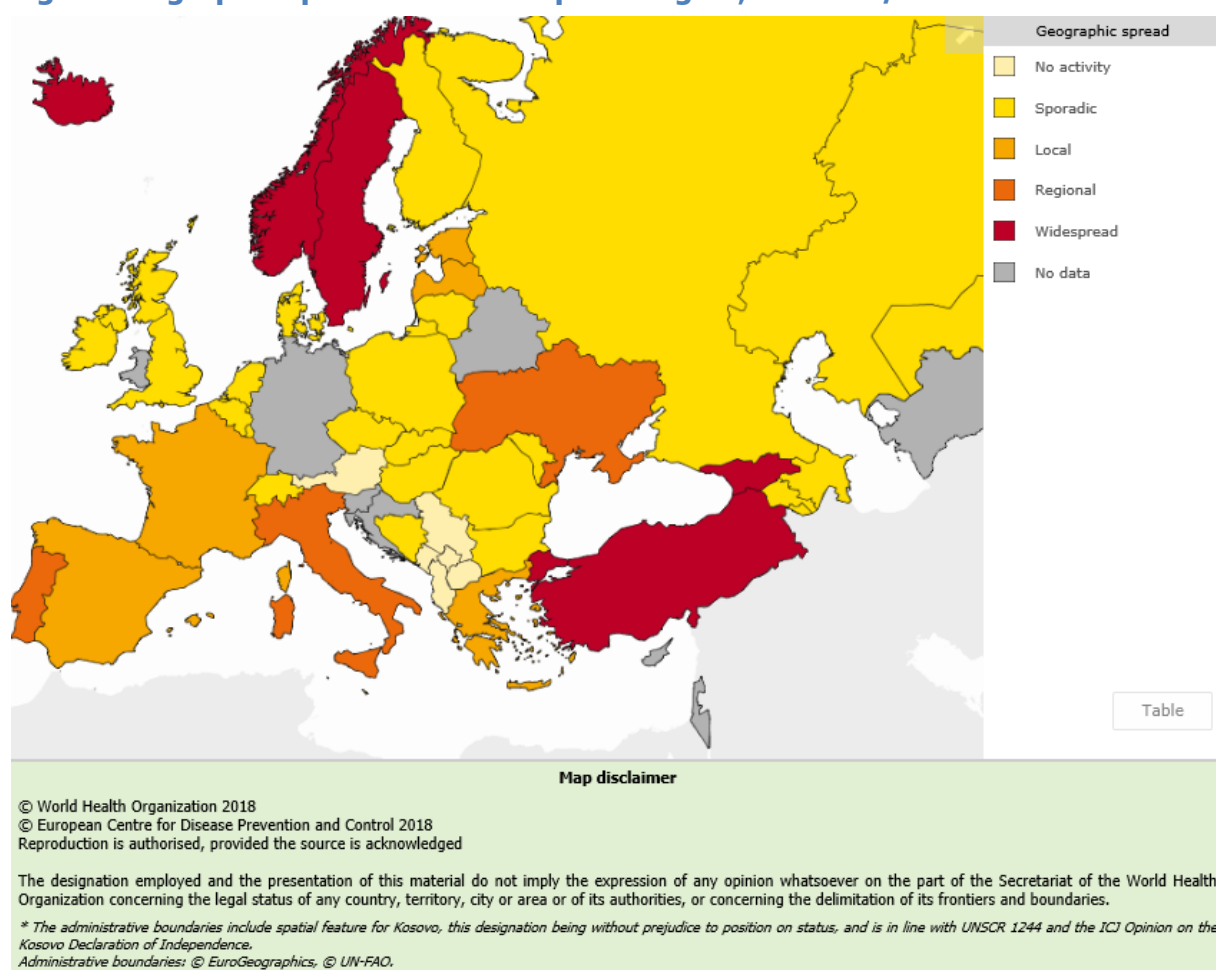 Geographic spread
No activity
Sporadic
Local
Regional
Widespread
No data
Table
Map disclaimer
© World Health Organization 2018
© European Centre for Disease Prevention and Control 2018
Reproduction is authorised, provided the source is acknowledged
The designation employed and the presentation of this material do not imply the expression of any opinion whatsoever on the part of the Secretariat of the World Health
Organization concerning the legal status of any country, territory, city or area or of its authorities, or concerning the delimitation of its frontiers and boundaries.
* The administrative boundaries include spatial feature for Kosovo, this designation being without prejudice to position on status, and is in line with UNSCR 1244 and the ICJ Opinion on the
Kosovo Declaration of Independence.
Administrative boundaries: © EuroGeographics, © UN-FAO.